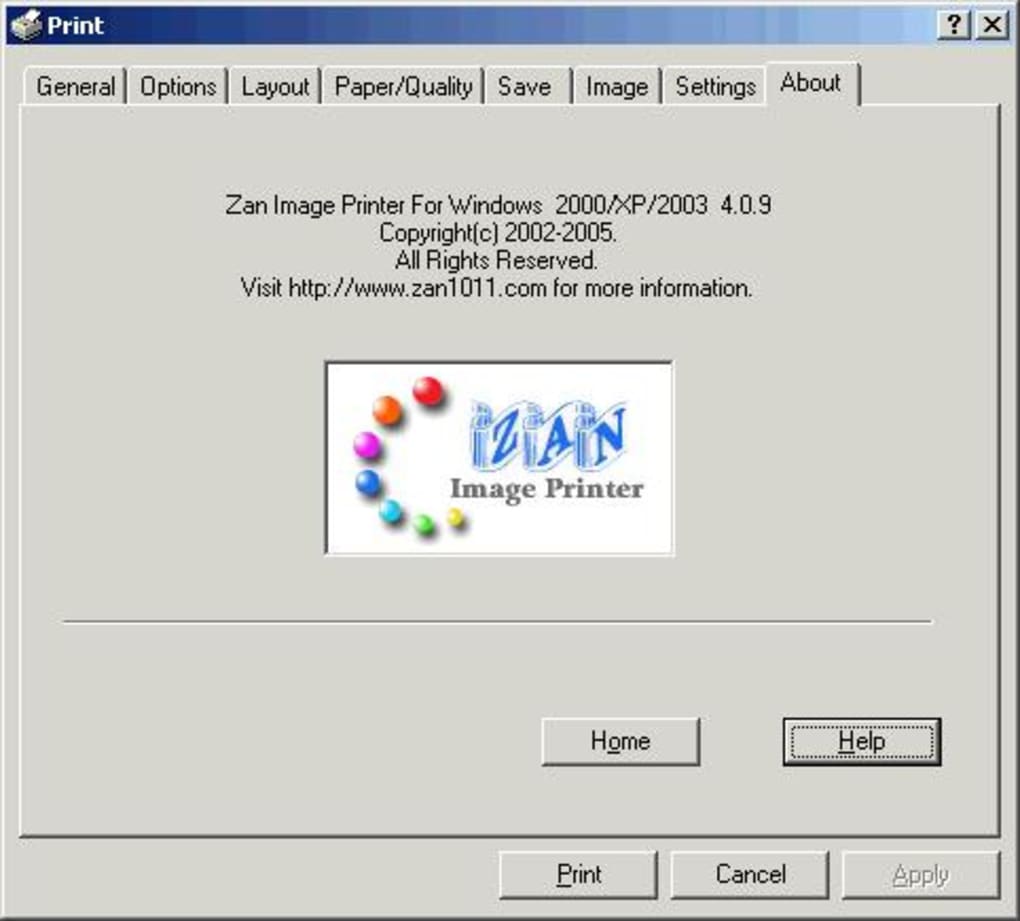 Print
General Options Layout Paper/Quality Save Image Settings About
Zan Image Printer For Windows 2000/XP/2003 4.0.9
Copyright(c) 2002-2005.
All Rights Reserved.
Visit http://www.zan1011.com for more information.
iZAN
Image Printer
Home Help
Print Cancel Apply